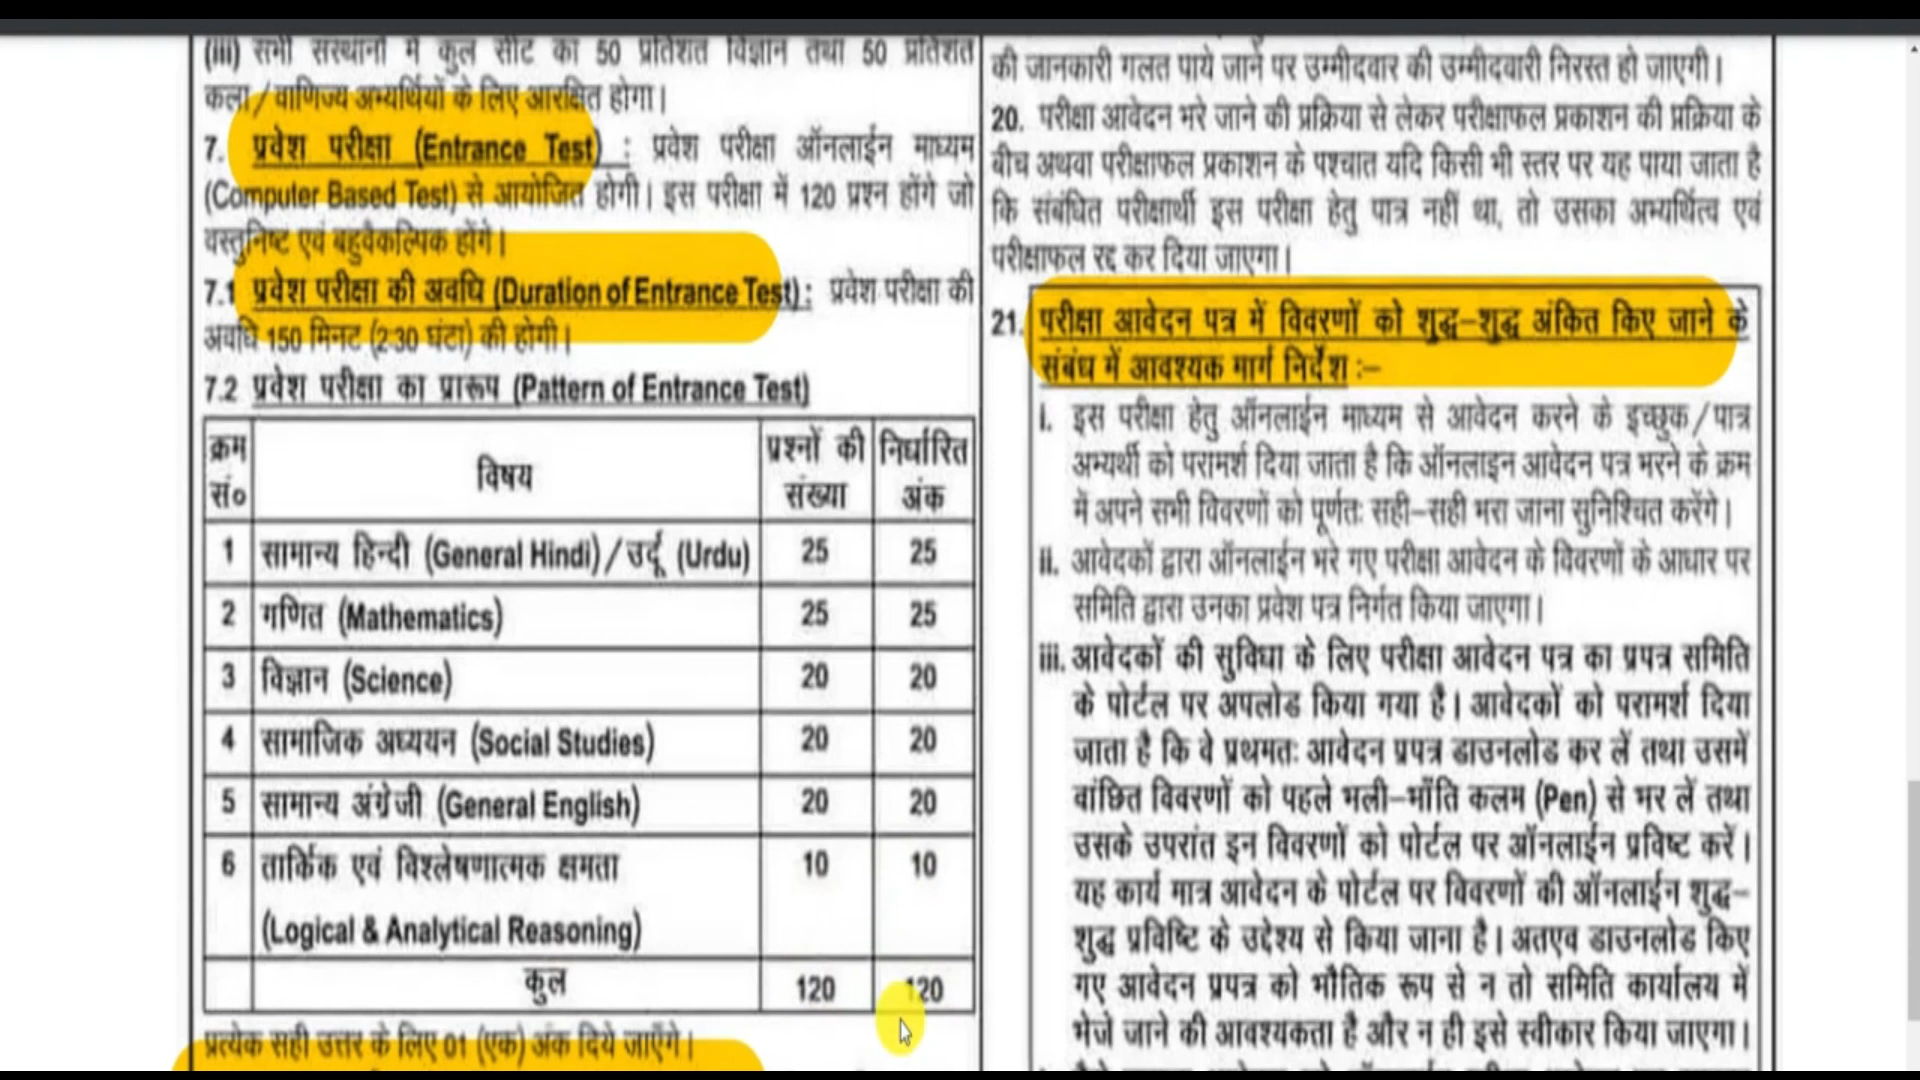 (iii) सभी संस्थानों में कुल सीट का 50 प्रतिशत विज्ञान तथा 50 प्रतिशत
कला/वाणिज्य अभ्यर्थियों के लिए आरक्षित होगा।
7. प्रवेश परीक्षा (Entrance Test) : प्रवेश परीक्षा ऑनलाईन माध्यम
(Computer Based Test) से आयोजित होगी। इस परीक्षा में 120 प्रश्न होंगे जो
वस्तुनिष्ट एवं बहुवैकल्पिक होंगे।
7.1 प्रवेश परीक्षा की अवधि (Duration of Entrance Test) : प्रवेश परीक्षा की
अवधि 150 मिनट (2:30 घंटा) की होगी।
7.2 प्रवेश परीक्षा का प्रारूप (Pattern of Entrance Test)
क्रम सं० विषय प्रश्नों की संख्या निर्धारित अंक
1 सामान्य हिन्दी (General Hindi)/उर्दू (Urdu) 25 25
2 गणित (Mathematics) 25 25
3 विज्ञान (Science) 20 20
4 सामाजिक अध्ययन (Social Studies) 20 20
5 सामान्य अंग्रेजी (General English) 20 20
6 तार्किक एवं विश्लेषणात्मक क्षमता 10 10
(Logical & Analytical Reasoning)
कुल 120 120
प्रत्येक सही उत्तर के लिए 01 (एक) अंक दिये जाएँगे।
की जानकारी गलत पाये जाने पर उम्मीदवार की उम्मीदवारी निरस्त हो जाएगी।
20. परीक्षा आवेदन भरे जाने की प्रक्रिया से लेकर परीक्षाफल प्रकाशन की प्रक्रिया के
बीच अथवा परीक्षाफल प्रकाशन के पश्चात यदि किसी भी स्तर पर यह पाया जाता है
कि संबंधित परीक्षार्थी इस परीक्षा हेतु पात्र नहीं था, तो उसका अभ्यर्थित्व एवं
परीक्षाफल रद्द कर दिया जाएगा।
21. परीक्षा आवेदन पत्र में विवरणों को शुद्ध–शुद्ध अंकित किए जाने के
संबंध में आवश्यक मार्ग निर्देश :–
i. इस परीक्षा हेतु ऑनलाईन माध्यम से आवेदन करने के इच्छुक/पात्र
अभ्यर्थी को परामर्श दिया जाता है कि ऑनलाइन आवेदन पत्र भरने के क्रम
में अपने सभी विवरणों को पूर्णतः सही–सही भरा जाना सुनिश्चित करेंगे।
ii. आवेदकों द्वारा ऑनलाईन भरे गए परीक्षा आवेदन के विवरणों के आधार पर
समिति द्वारा उनका प्रवेश पत्र निर्गत किया जाएगा।
iii. आवेदकों की सुविधा के लिए परीक्षा आवेदन पत्र का प्रपत्र समिति
के पोर्टल पर अपलोड किया गया है। आवेदकों को परामर्श दिया
जाता है कि वे प्रथमतः आवेदन प्रपत्र डाउनलोड कर लें तथा उसमें
वांछित विवरणों को पहले भली–भाँति कलम (Pen) से भर लें तथा
उसके उपरांत इन विवरणों को पोर्टल पर ऑनलाईन प्रविष्ट करें।
यह कार्य मात्र आवेदन के पोर्टल पर विवरणों की ऑनलाईन शुद्ध–
शुद्ध प्रविष्टि के उद्देश्य से किया जाना है। अतएव डाउनलोड किए
गए आवेदन प्रपत्र को भौतिक रूप से न तो समिति कार्यालय में
भेजे जाने की आवश्यकता है और न ही इसे स्वीकार किया जाएगा।